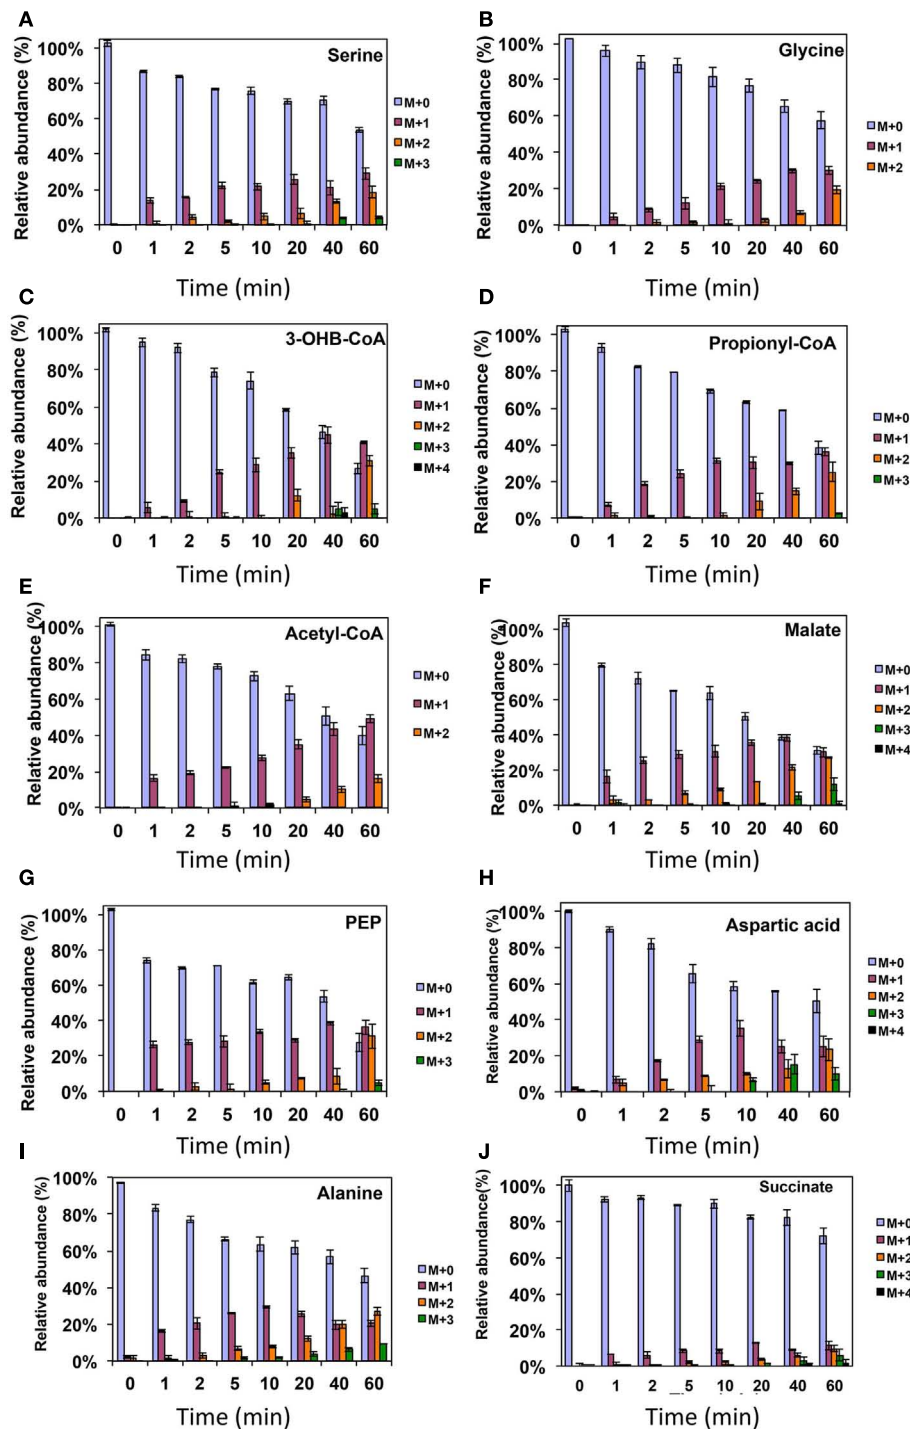 A
Relative abundance (%)
100%
80%
60%
40%
20%
0%
Serine
M+0
M+1
M+2
M+3
0 1 2 5 10 20 40 60
Time (min)
B
Relative abundance (%)
100%
80%
60%
40%
20%
0%
Glycine
M+0
M+1
M+2
0 1 2 5 10 20 40 60
Time (min)
C
Relative abundance (%)
100%
80%
60%
40%
20%
0%
3-OHB-CoA
M+0
M+1
M+2
M+3
M+4
0 1 2 5 10 20 40 60
Time (min)
D
Relative abundance (%)
100%
80%
60%
40%
20%
0%
Propionyl-CoA
M+0
M+1
M+2
M+3
0 1 2 5 10 20 40 60
Time (min)
E
Relative abundance (%)
100%
80%
60%
40%
20%
0%
Acetyl-CoA
M+0
M+1
M+2
0 1 2 5 10 20 40 60
Time (min)
F
Relative abundance (%)
100%
80%
60%
40%
20%
0%
Malate
M+0
M+1
M+2
M+3
M+4
0 1 2 5 10 20 40 60
Time (min)
G
Relative abundance (%)
100%
80%
60%
40%
20%
0%
PEP
M+0
M+1
M+2
M+3
0 1 2 5 10 20 40 60
Time (min)
H
Relative abundance (%)
100%
80%
60%
40%
20%
0%
Aspartic acid
M+0
M+1
M+2
M+3
M+4
0 1 2 5 10 40 60
Time (min)
I
Relative abundance (%)
100%
80%
60%
40%
20%
0%
Alanine
M+0
M+1
M+2
M+3
0 1 2 5 10 20 40 60
Time (min)
J
Relative abundance(%)
100%
80%
60%
40%
20%
0%
Succinate
M+0
M+1
M+2
M+3
M+4
0 1 2 5 10 20 40 60
Time (min)